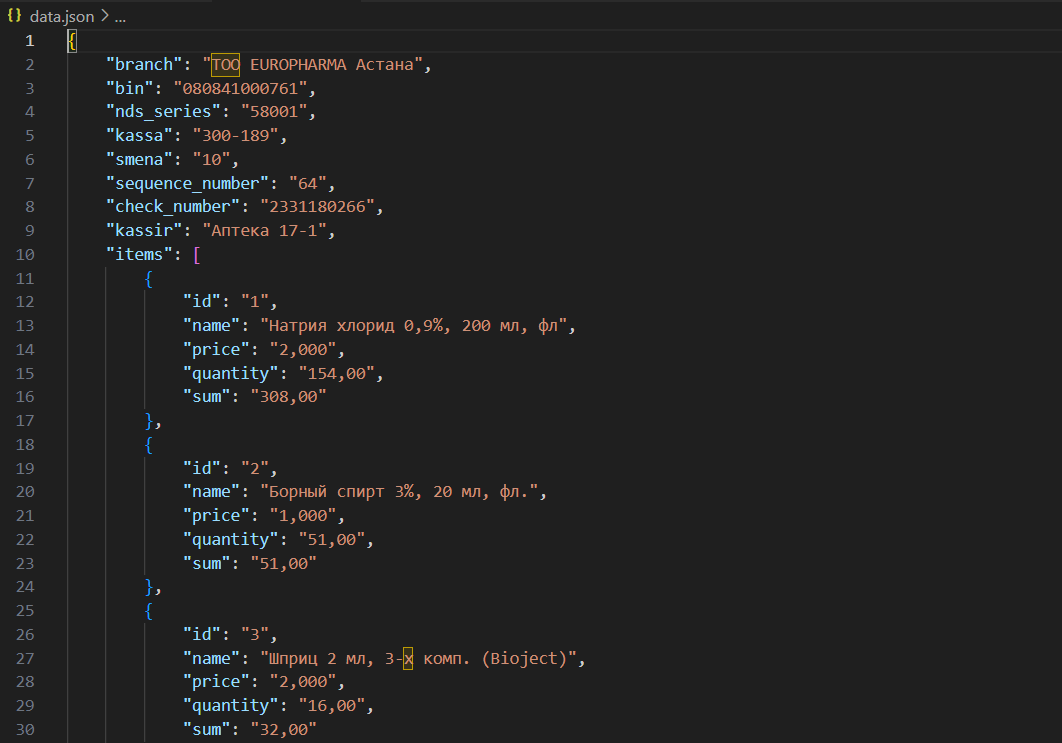 {} data.json > ...
1 {
2 "branch": "ТОО EUROPHARMA Астана",
3 "bin": "080841000761",
4 "nds_series": "58001",
5 "kassa": "300-189",
6 "smena": "10",
7 "sequence_number": "64",
8 "check_number": "2331180266",
9 "kassir": "Аптека 17-1",
10 "items": [
11 {
12 "id": "1",
13 "name": "Натрия хлорид 0,9%, 200 мл, фл",
14 "price": "2,000",
15 "quantity": "154,00",
16 "sum": "308,00"
17 },
18 {
19 "id": "2",
20 "name": "Борный спирт 3%, 20 мл, фл.",
21 "price": "1,000",
22 "quantity": "51,00",
23 "sum": "51,00"
24 },
25 {
26 "id": "3",
27 "name": "Шприц 2 мл, 3-х комп. (Bioject)",
28 "price": "2,000",
29 "quantity": "16,00",
30 "sum": "32,00"